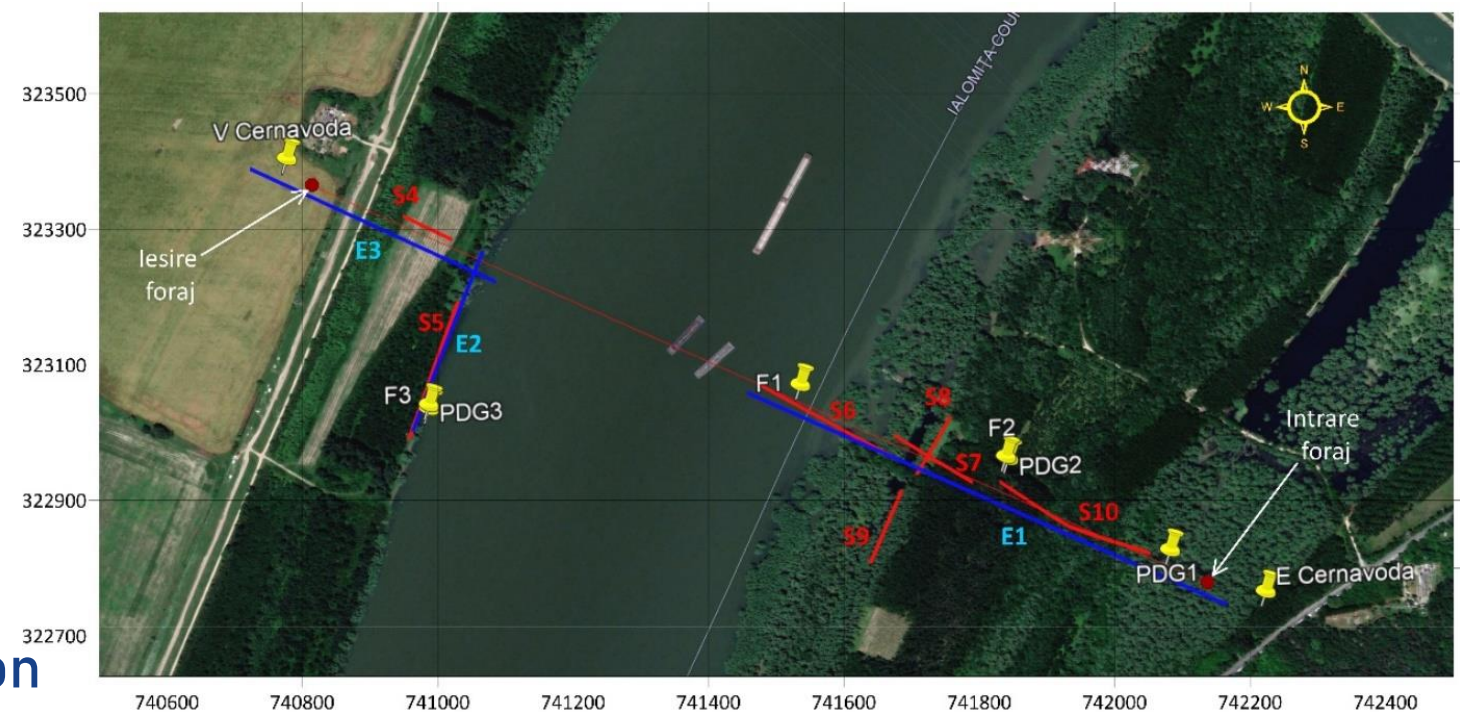 323500
323300
323100
322900
322700
740600
740800
741000
741200
741400
741600
741800
742000
742200
742400
V Cernavoda
Iesire
foraj
S4
E3
S5
E2
F3
PDG3
IALOMITA-COU
N
W
E
S
F1
S6
S8
F2
PDG2
S7
S9
E1
S10
Intrare
foraj
PDG1
E Cernavoda
on